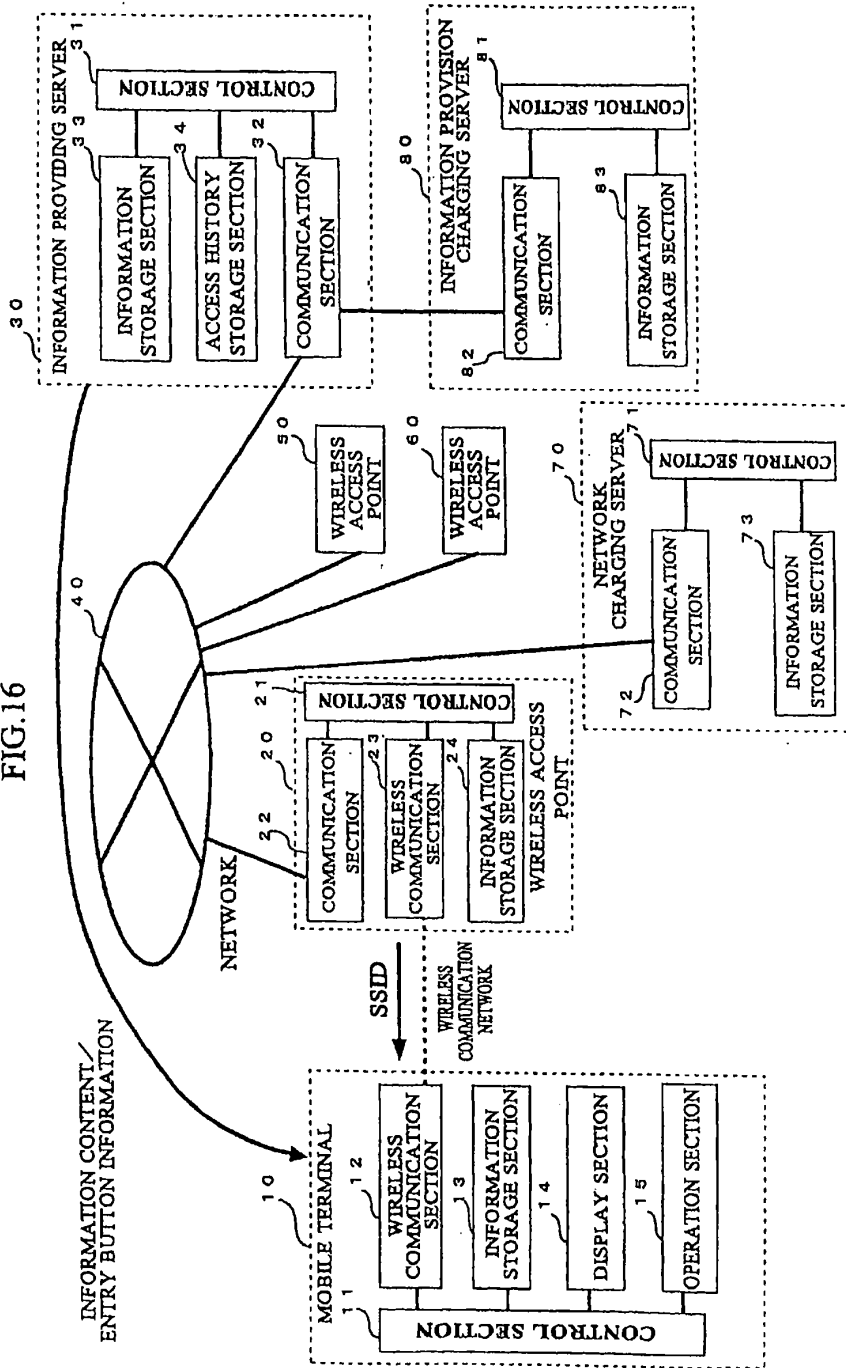 FIG.16
INFORMATION CONTENT/
ENTRY BUTTON INFORMATION
NETWORK
40
30
INFORMATION PROVIDING SERVER
33
INFORMATION
STORAGE SECTION
34
ACCESS HISTORY
STORAGE SECTION
32
COMMUNICATION
SECTION
31
CONTROL SECTION
10
MOBILE TERMINAL
11
CONTROL SECTION
12
WIRELESS
COMMUNICATION
SECTION
13
INFORMATION
STORAGE SECTION
14
DISPLAY SECTION
15
OPERATION SECTION
SSID
WIRELESS
COMMUNICATION
NETWORK
20
22
COMMUNICATION
SECTION
23
WIRELESS
COMMUNICATION
SECTION
24
INFORMATION
STORAGE SECTION
21
CONTROL SECTION
WIRELESS ACCESS
POINT
50
WIRELESS
ACCESS
POINT
60
WIRELESS
ACCESS
POINT
70
NETWORK
CHARGING SERVER
72
COMMUNICATION
SECTION
73
INFORMATION
STORAGE SECTION
71
CONTROL SECTION
80
INFORMATION PROVISION
CHARGING SERVER
82
COMMUNICATION
SECTION
83
INFORMATION
STORAGE SECTION
81
CONTROL SECTION